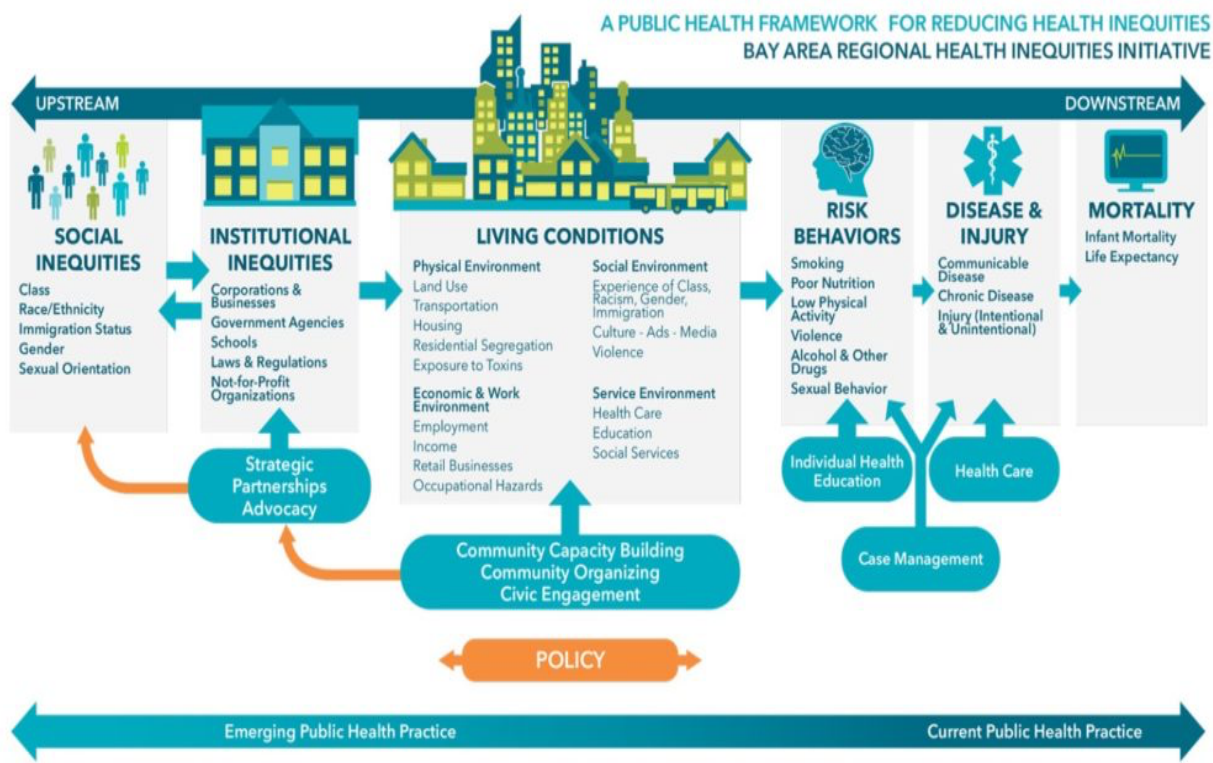 A PUBLIC HEALTH FRAMEWORK FOR REDUCING HEALTH INEQUITIES
BAY AREA REGIONAL HEALTH INEQUITIES INITIATIVE
UPSTREAM
DOWNSTREAM
SOCIAL
INEQUITIES
Class
Race/Ethnicity
Immigration Status
Gender
Sexual Orientation
INSTITUTIONAL
INEQUITIES
Corporations &
Businesses
Government Agencies
Schools
Laws & Regulations
Not-for-Profit
Organizations
LIVING CONDITIONS
Physical Environment
Land Use
Transportation
Housing
Residential Segregation
Exposure to Toxins
Economic & Work
Environment
Employment
Income
Retail Businesses
Occupational Hazards
Social Environment
Experience of Class,
Racism, Gender,
Immigration
Culture - Ads - Media
Violence
Service Environment
Health Care
Education
Social Services
RISK
BEHAVIORS
Smoking
Poor Nutrition
Low Physical
Activity
Violence
Alcohol & Other
Drugs
Sexual Behavior
DISEASE &
INJURY
Communicable
Disease
Chronic Disease
Injury (Intentional
& Unintentional)
MORTALITY
Infant Mortality
Life Expectancy
Strategic
Partnerships
Advocacy
Community Capacity Building
Community Organizing
Civic Engagement
Individual Health
Education
Health Care
Case Management
POLICY
Emerging Public Health Practice
Current Public Health Practice